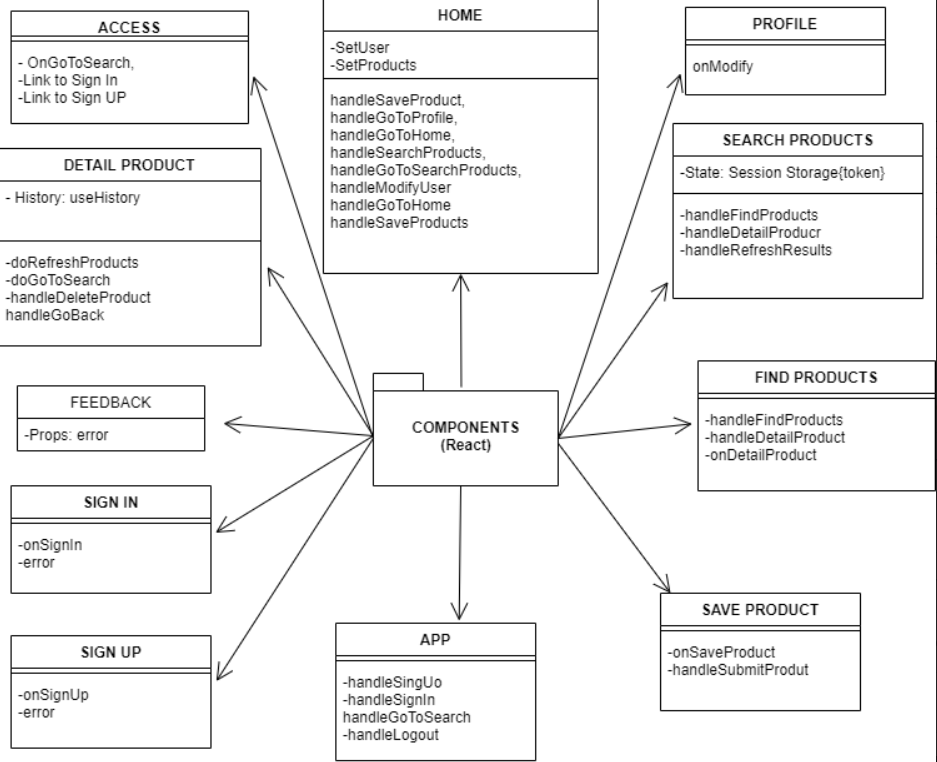 ACCESS
- OnGoToSearch,
-Link to Sign In
-Link to Sign UP
HOME
-SetUser
-SetProducts
handleSaveProduct,
handleGoToProfile,
handleGoToHome,
handleSearchProducts,
handleGoToSearchProducts,
handleModifyUser
handleGoToHome
handleSaveProducts
PROFILE
onModify
DETAIL PRODUCT
- History: useHistory
-doRefreshProducts
-doGoToSearch
-handleDeleteProduct
handleGoBack
SEARCH PRODUCTS
-State: Session Storage{token}
-handleFindProducts
-handleDetailProducr
-handleRefreshResults
FEEDBACK
-Props: error
COMPONENTS
(React)
FIND PRODUCTS
-handleFindProducts
-handleDetailProduct
-onDetailProduct
SIGN IN
-onSignIn
-error
SIGN UP
-onSignUp
-error
APP
-handleSingUo
-handleSignIn
handleGoToSearch
-handleLogout
SAVE PRODUCT
-onSaveProduct
-handleSubmitProdut